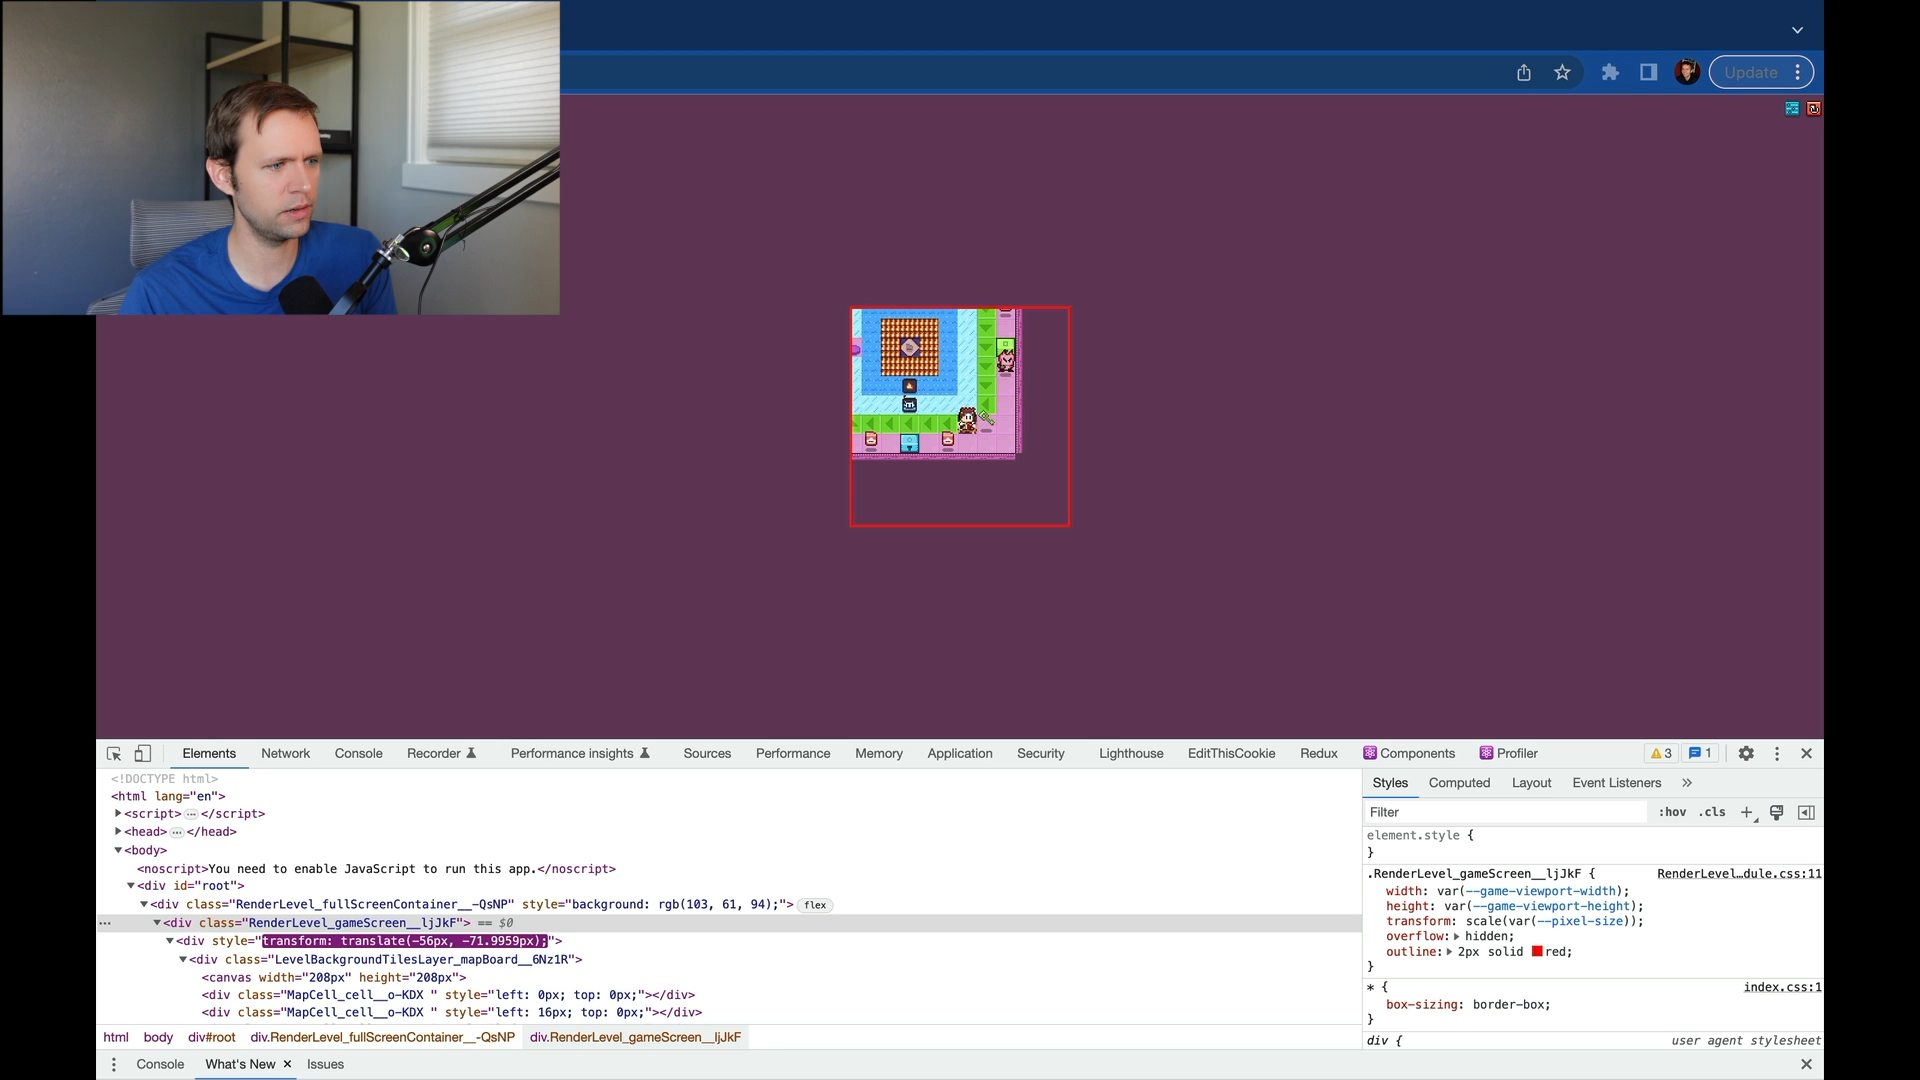 Update
Elements Network Console Recorder Performance insights Sources Performance Memory Application Security Lighthouse EditThisCookie Redux Components Profiler 3 1
<!DOCTYPE html>
<html lang="en">
<script> … </script>
<head> … </head>
<body>
<noscript>You need to enable JavaScript to run this app.</noscript>
<div id="root">
<div class="RenderLevel_fullScreenContainer__-QsNP" style="background: rgb(103, 61, 94);"> flex
<div class="RenderLevel_gameScreen__ljJkF"> == $0
<div style="transform: translate(-56px, -71.9959px);">
<div class="LevelBackgroundTilesLayer_mapBoard__6Nz1R">
<canvas width="208px" height="208px">
<div class="MapCell_cell__o-KDX " style="left: 0px; top: 0px;"></div>
<div class="MapCell_cell__o-KDX " style="left: 16px; top: 0px;"></div>
html body div#root div.RenderLevel_fullScreenContainer__-QsNP div.RenderLevel_gameScreen__ljJkF
Styles Computed Layout Event Listeners »
Filter :hov .cls +
element.style {
}
.RenderLevel_gameScreen__ljJkF { RenderLevel…dule.css:11
width: var(--game-viewport-width);
height: var(--game-viewport-height);
transform: scale(var(--pixel-size));
overflow: hidden;
outline: 2px solid red;
}
* { index.css:1
box-sizing: border-box;
}
div { user agent stylesheet
Console What's New × Issues